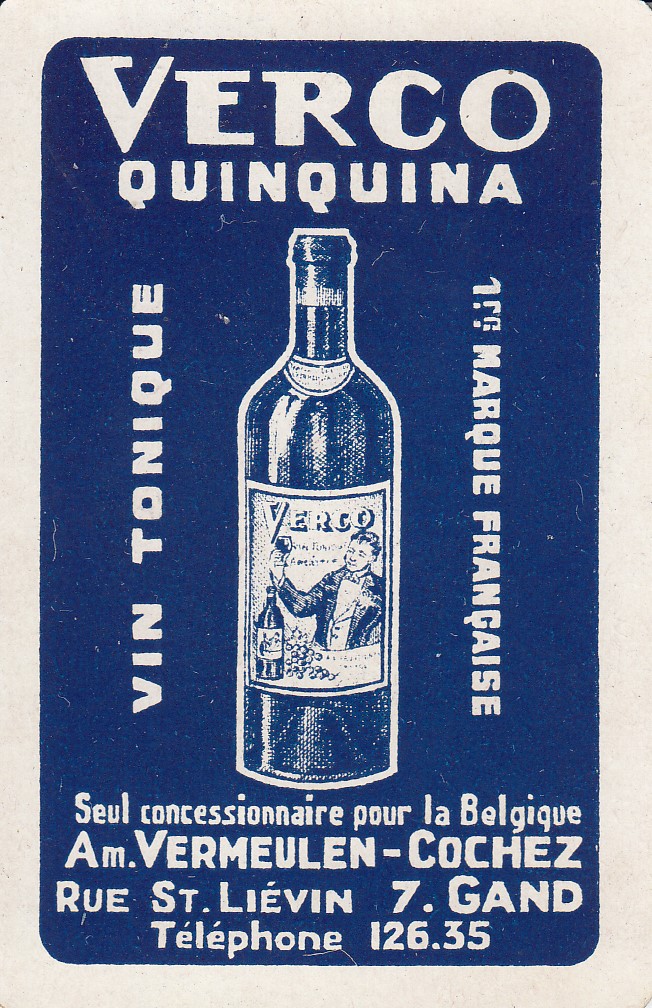 VERCO
QUINQUINA
VIN TONIQUE
1re MARQUE FRANÇAISE
VERCO
Seul concessionnaire pour la Belgique
Am. VERMEULEN-COCHEZ
RUE ST. LIÉVIN 7. GAND
Téléphone 126.35